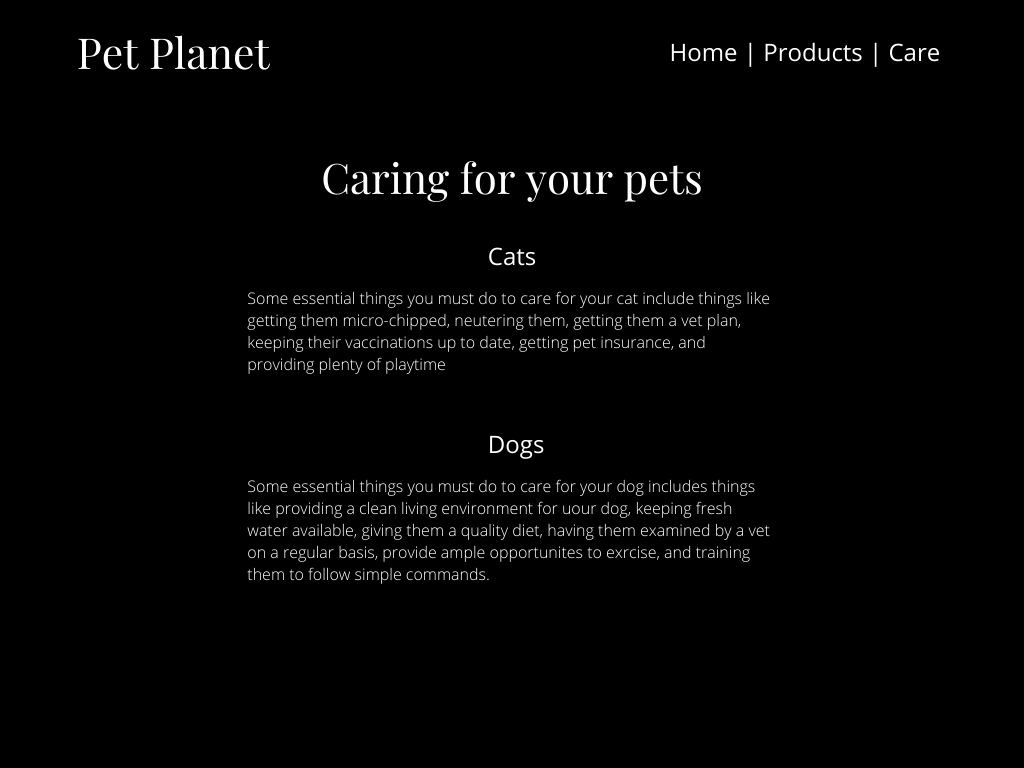 Pet Planet
Home | Products | Care
Caring for your pets
Cats
Some essential things you must do to care for your cat include things like
getting them micro-chipped, neutering them, getting them a vet plan,
keeping their vaccinations up to date, getting pet insurance, and
providing plenty of playtime
Dogs
Some essential things you must do to care for your dog includes things
like providing a clean living environment for uour dog, keeping fresh
water available, giving them a quality diet, having them examined by a vet
on a regular basis, provide ample opportunites to exrcise, and training
them to follow simple commands.